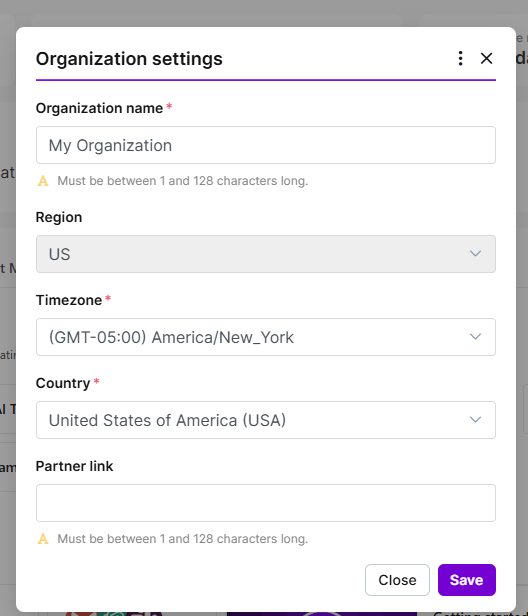 Organization settings
Organization name *
My Organization
Must be between 1 and 128 characters long.
Region
US
Timezone *
(GMT-05:00) America/New_York
Country *
United States of America (USA)
Partner link
Must be between 1 and 128 characters long.
Close
Save